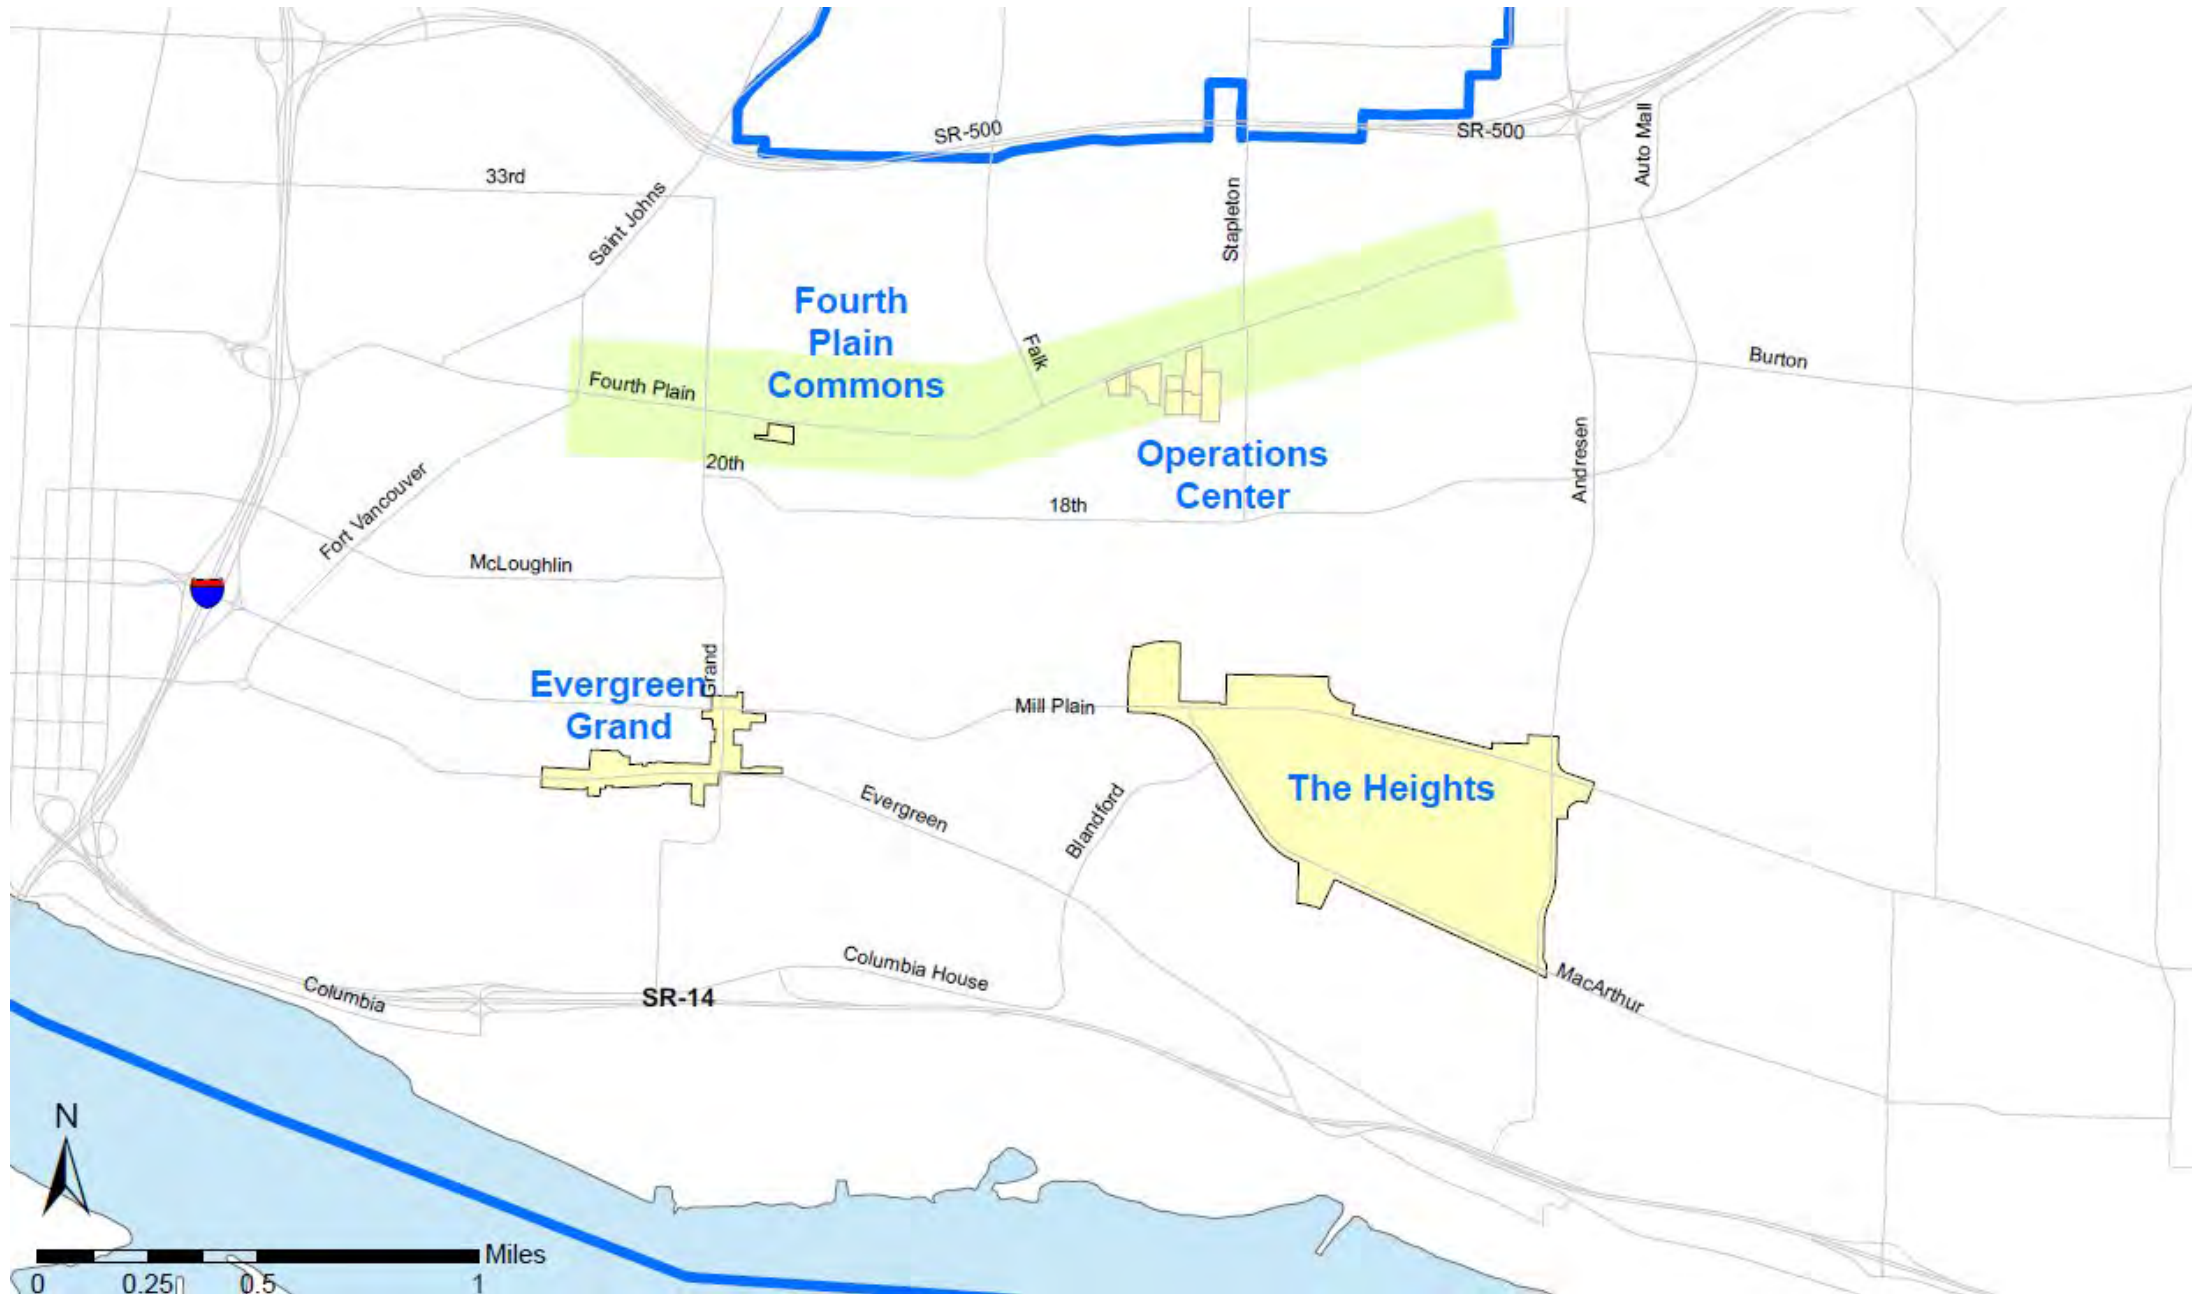 SR-500
SR-500
Auto Mall
33rd
Saint Johns
Stapleton
Fourth
Plain
Commons
Falk
Burton
Fourth Plain
Andresen
Operations
Center
20th
18th
Fort Vancouver
McLoughlin
Grand
Evergreen
Grand
Mill Plain
The Heights
Evergreen
Blandford
Columbia House
Columbia
SR-14
MacArthur
N
Miles
0 0.25 0.5 1